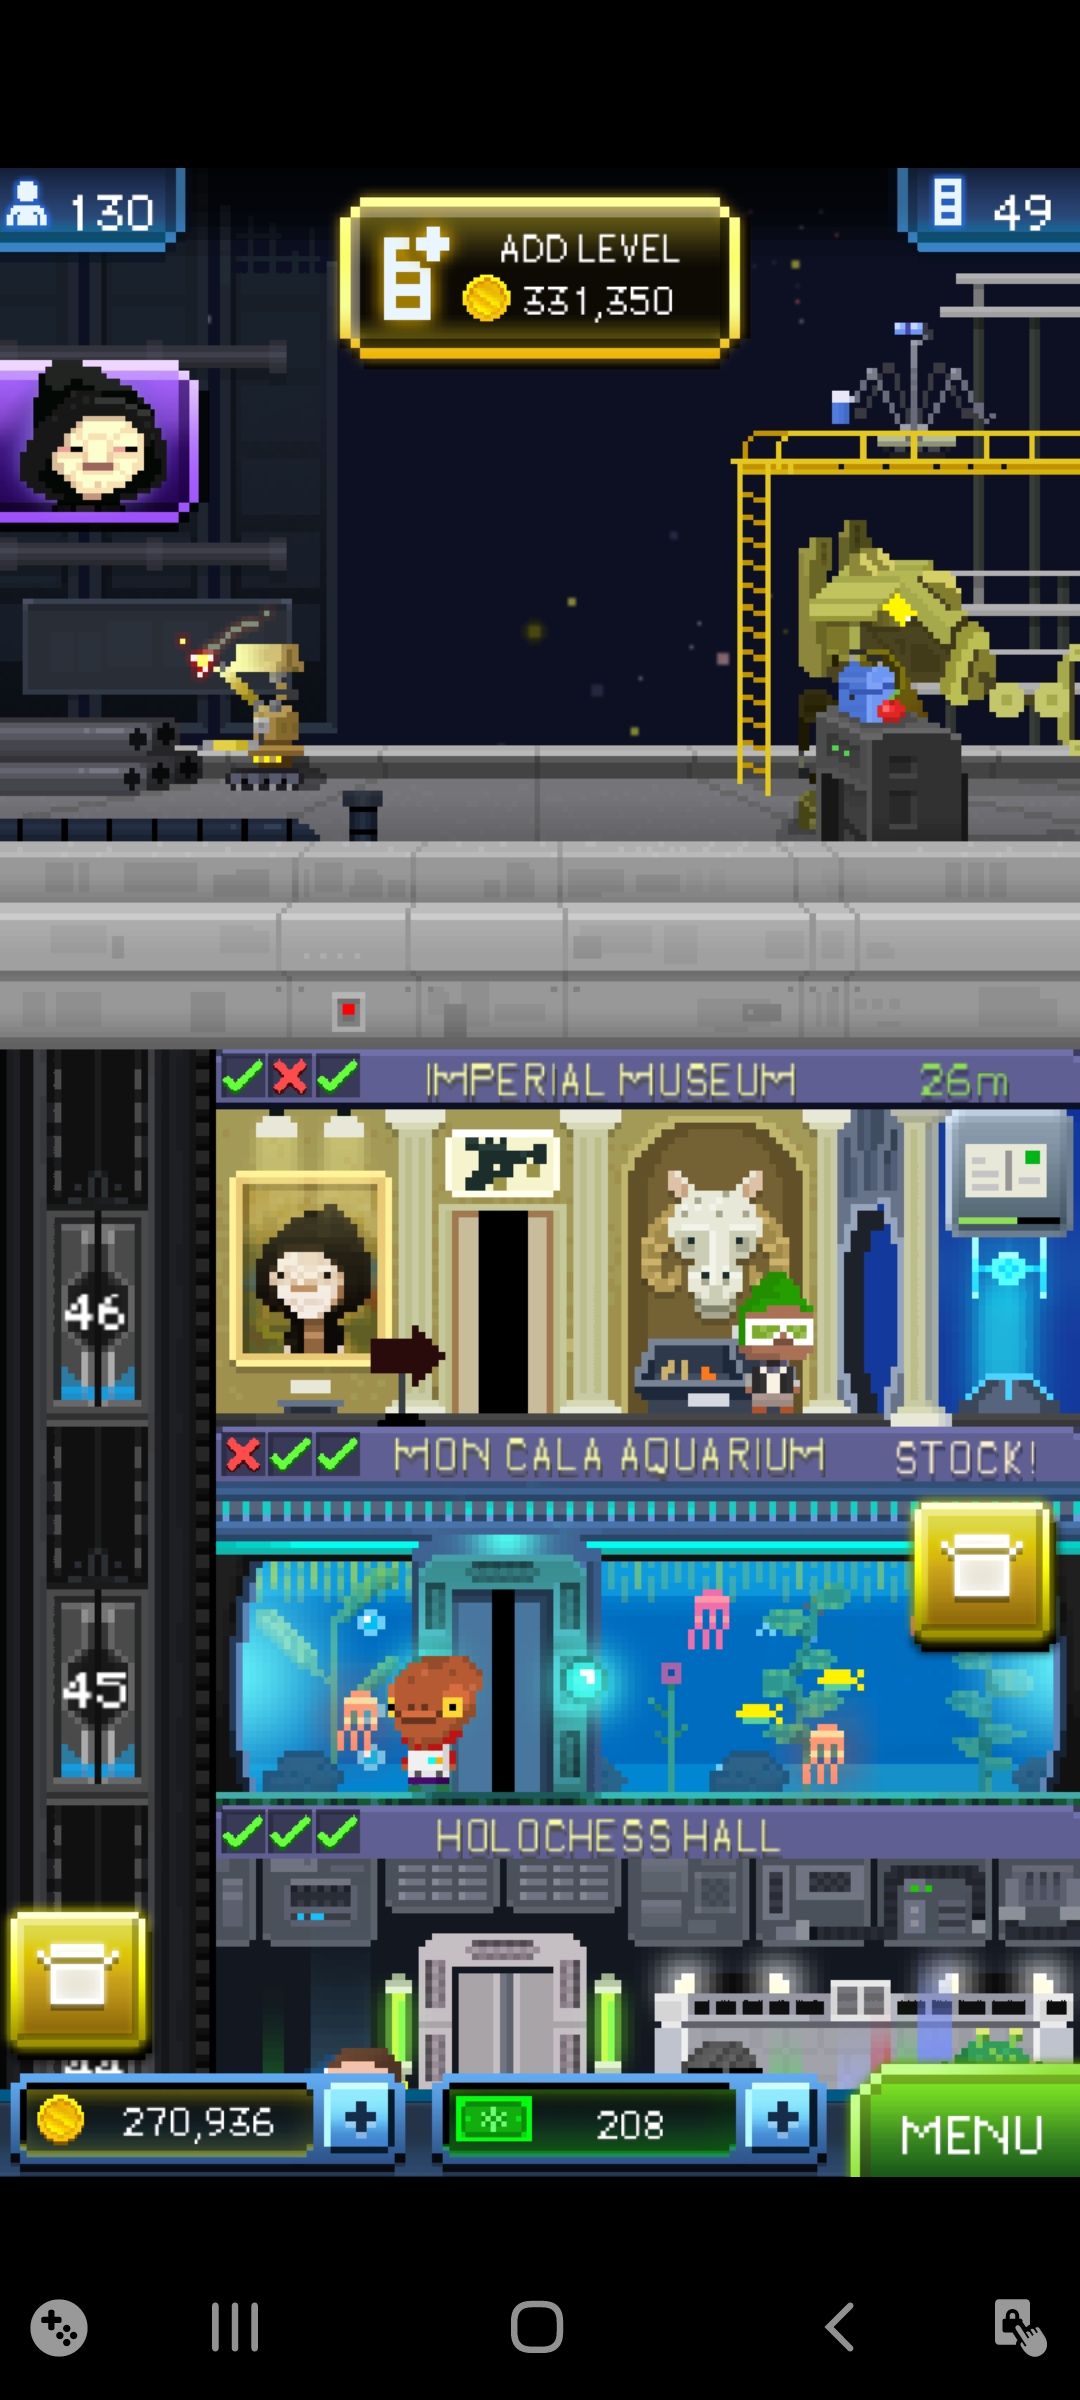 130
ADD LEVEL
331,350
49
IMPERIAL MUSEUM
26m
46
MON CALA AQUARIUM
STOCK!
45
HOLOCHESS HALL
270,936
208
MENU